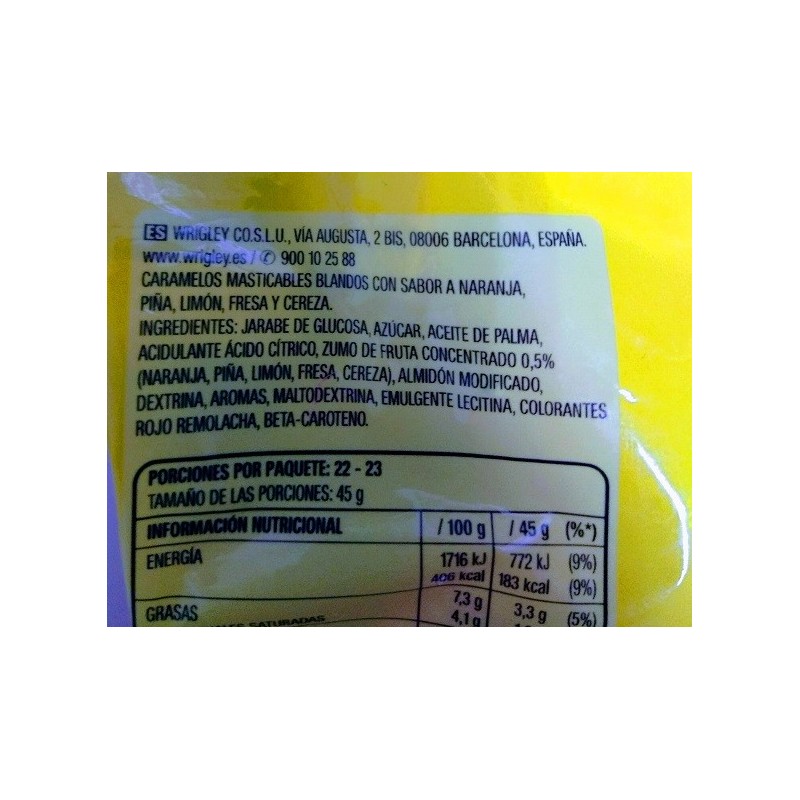 ES WRIGLEY CO.S.L.U., VÍA AUGUSTA, 2 BIS, 08006 BARCELONA, ESPAÑA.
www.wrigley.es / ✆ 900 10 25 88
CARAMELOS MASTICABLES BLANDOS CON SABOR A NARANJA,
PIÑA, LIMÓN, FRESA Y CEREZA.
INGREDIENTES: JARABE DE GLUCOSA, AZÚCAR, ACEITE DE PALMA,
ACIDULANTE ÁCIDO CÍTRICO, ZUMO DE FRUTA CONCENTRADO 0,5%
(NARANJA, PIÑA, LIMÓN, FRESA, CEREZA), ALMIDÓN MODIFICADO,
DEXTRINA, AROMAS, MALTODEXTRINA, EMULGENTE LECITINA, COLORANTES
ROJO REMOLACHA, BETA-CAROTENO.
PORCIONES POR PAQUETE: 22 - 23
TAMAÑO DE LAS PORCIONES: 45 g
INFORMACIÓN NUTRICIONAL / 100 g / 45 g (%*)
ENERGÍA 1716 kJ 772 kJ (9%)
406 kcal 183 kcal (9%)
GRASAS 7,3 g 3,3 g (5%)
SATURADAS 4,1 g